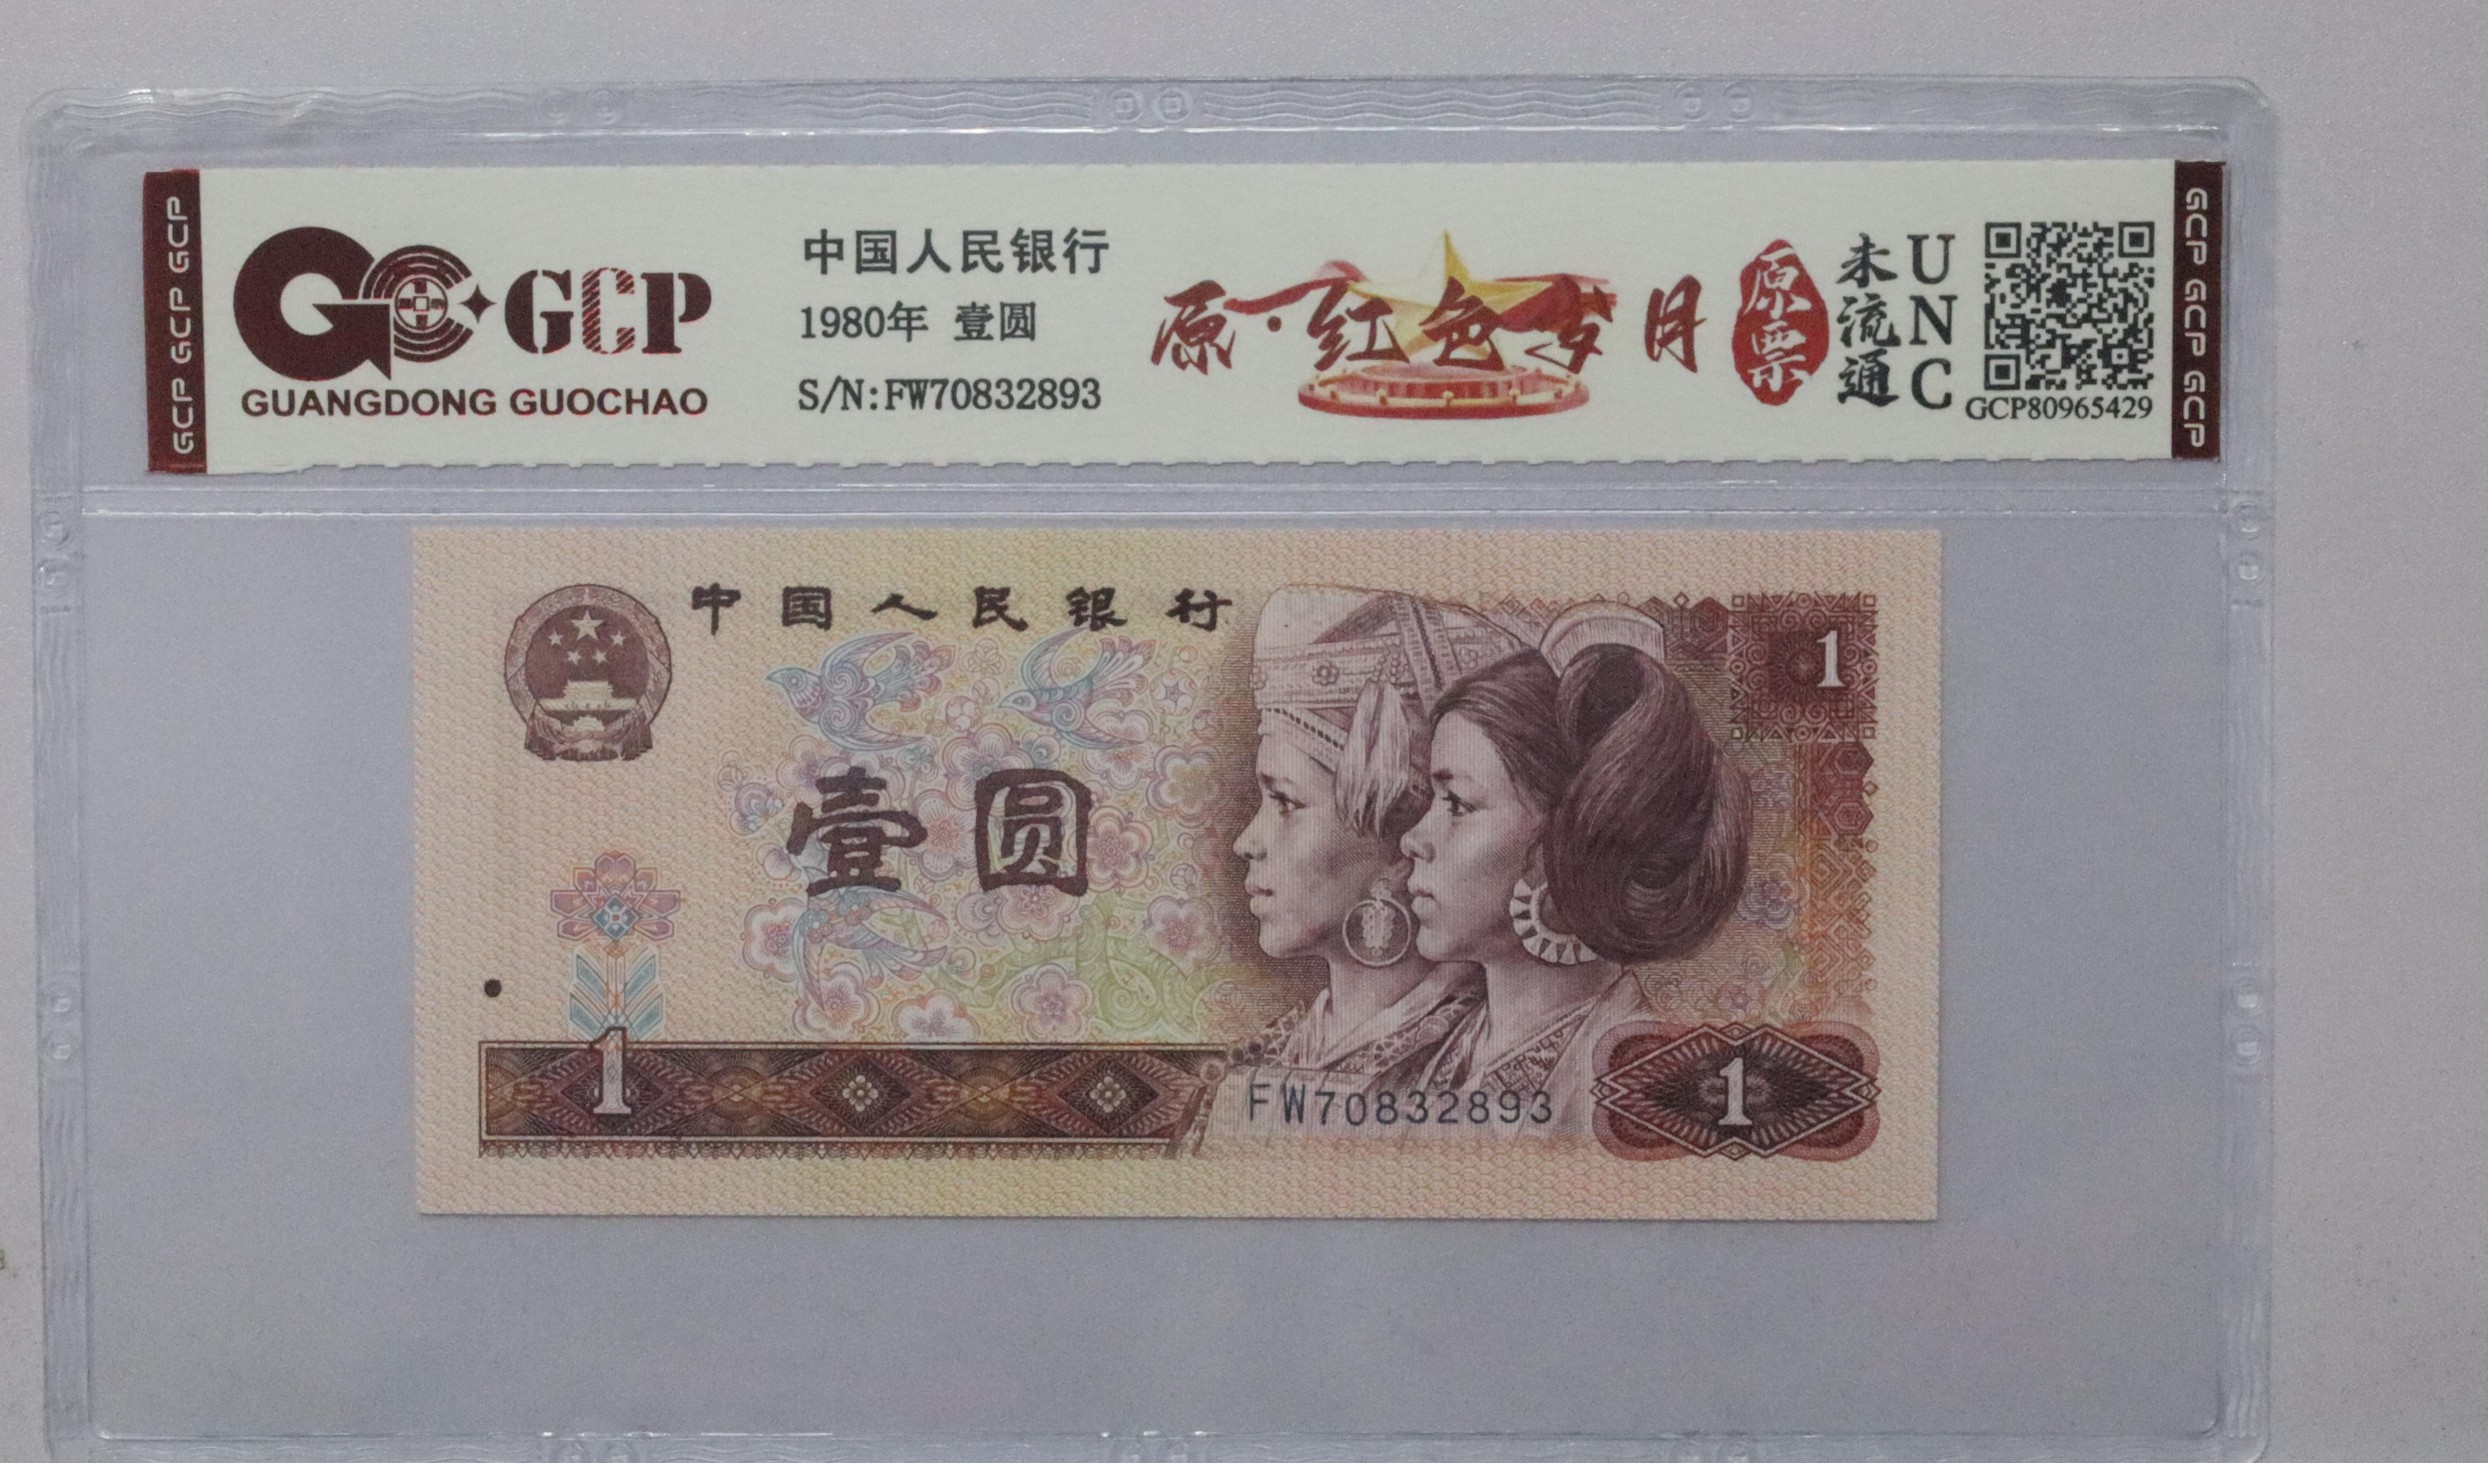 GCP GCP GCP
GCP
GUANGDONG GUOCHAO
中国人民银行
1980年 壹圆
S/N:FW70832893
原·红色岁月
原票
未流通
UNC
GCP80965429
GCP GCP GCP
中国人民银行
1
壹圆
1
FW70832893
1